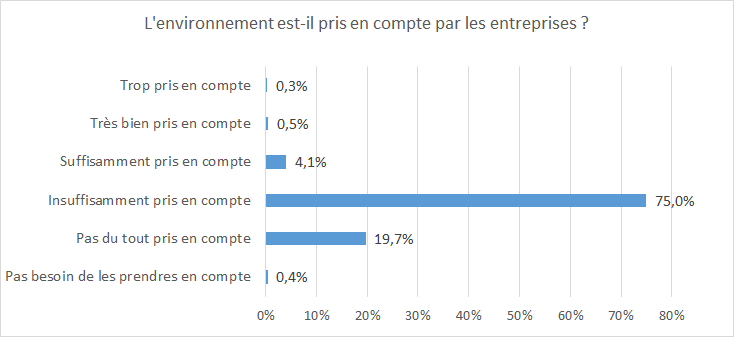 L'environnement est-il pris en compte par les entreprises ?
Trop pris en compte 0,3%
Très bien pris en compte 0,5%
Suffisamment pris en compte 4,1%
Insuffisamment pris en compte 75,0%
Pas du tout pris en compte 19,7%
Pas besoin de les prendres en compte 0,4%
0% 10% 20% 30% 40% 50% 60% 70% 80%